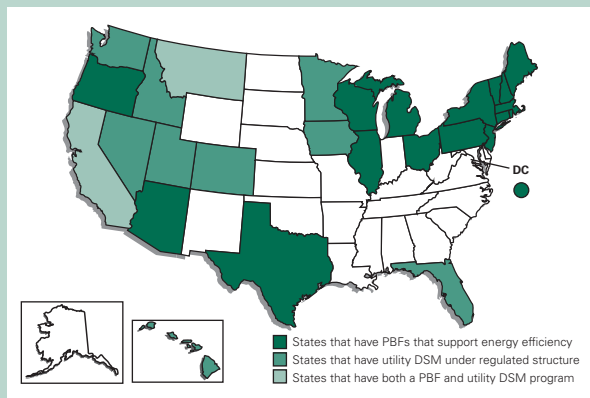 DC
States that have PBFs that support energy efficiency
States that have utility DSM under regulated structure
States that have both a PBF and utility DSM program